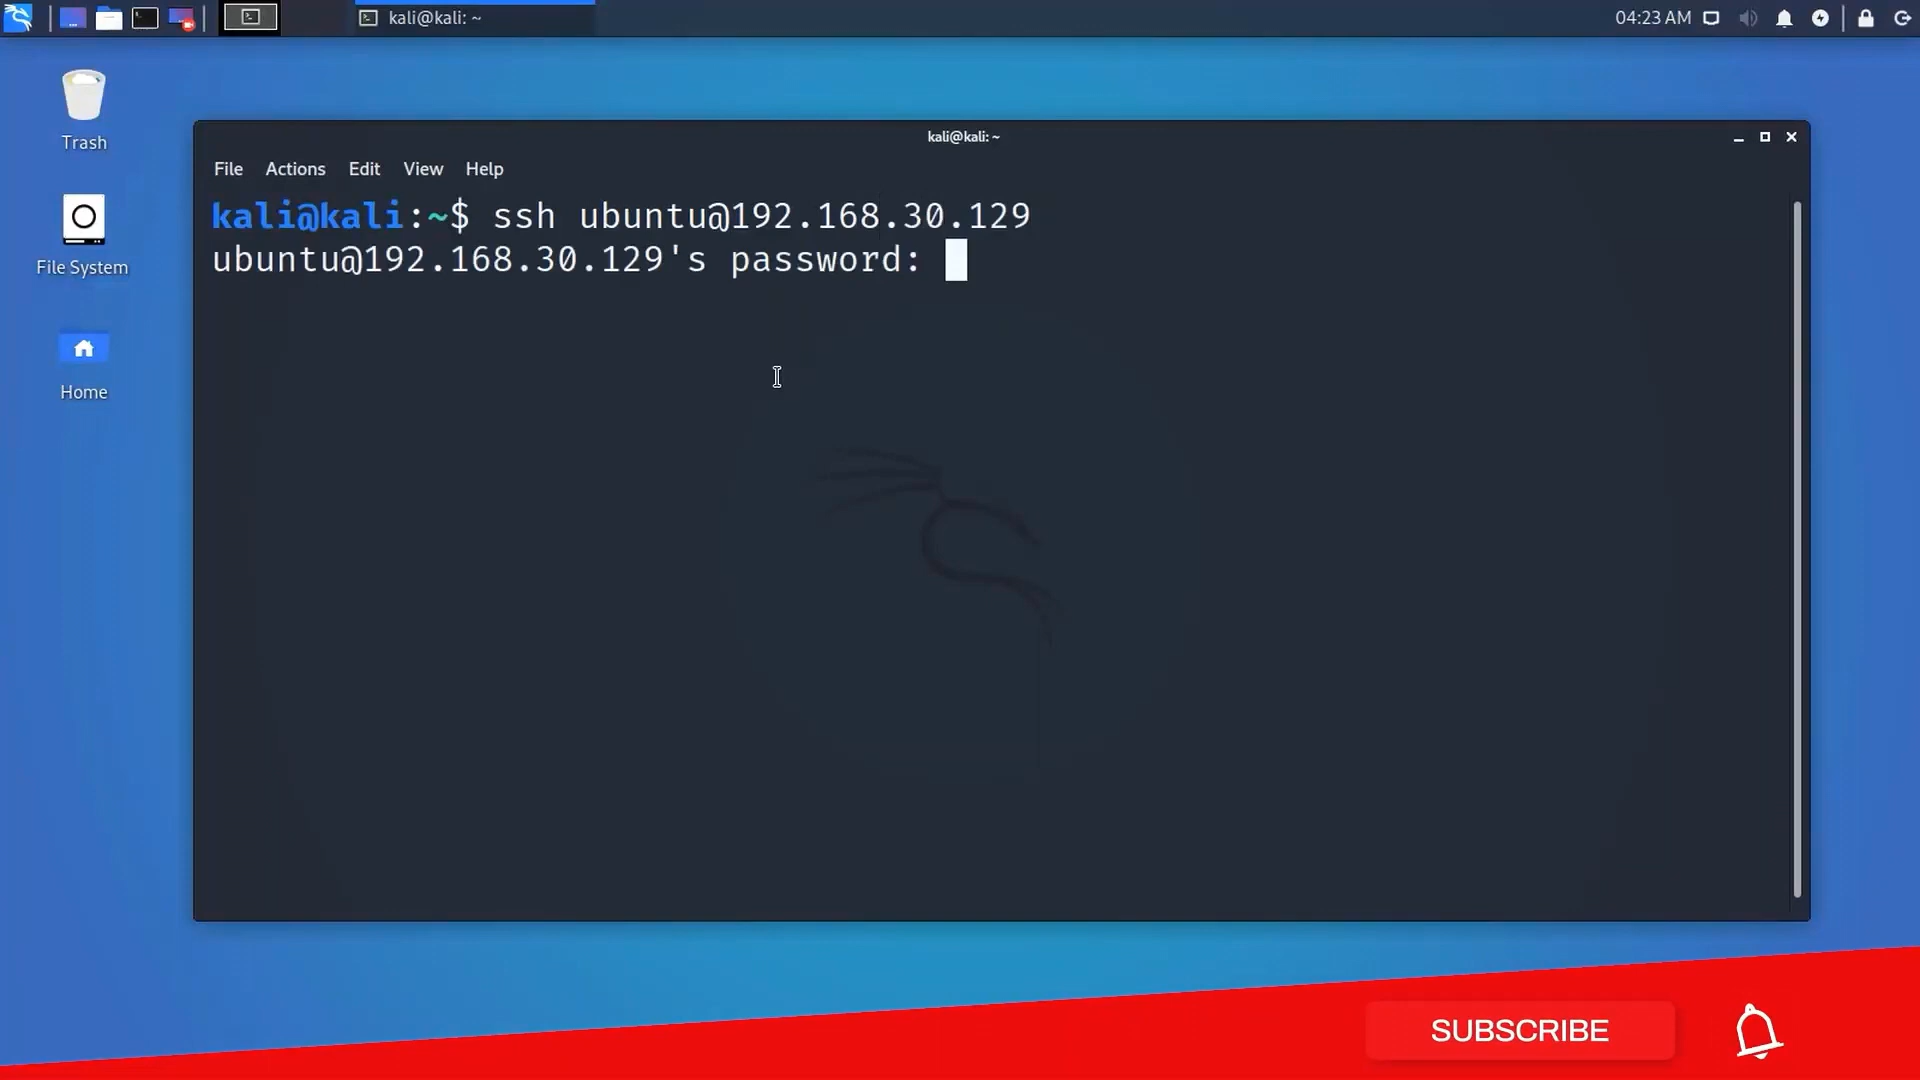 kali@kali: ~
04:23 AM
Trash
File System
Home
kali@kali: ~
File Actions Edit View Help
kali@kali:~$ ssh ubuntu@192.168.30.129
ubuntu@192.168.30.129's password:
SUBSCRIBE